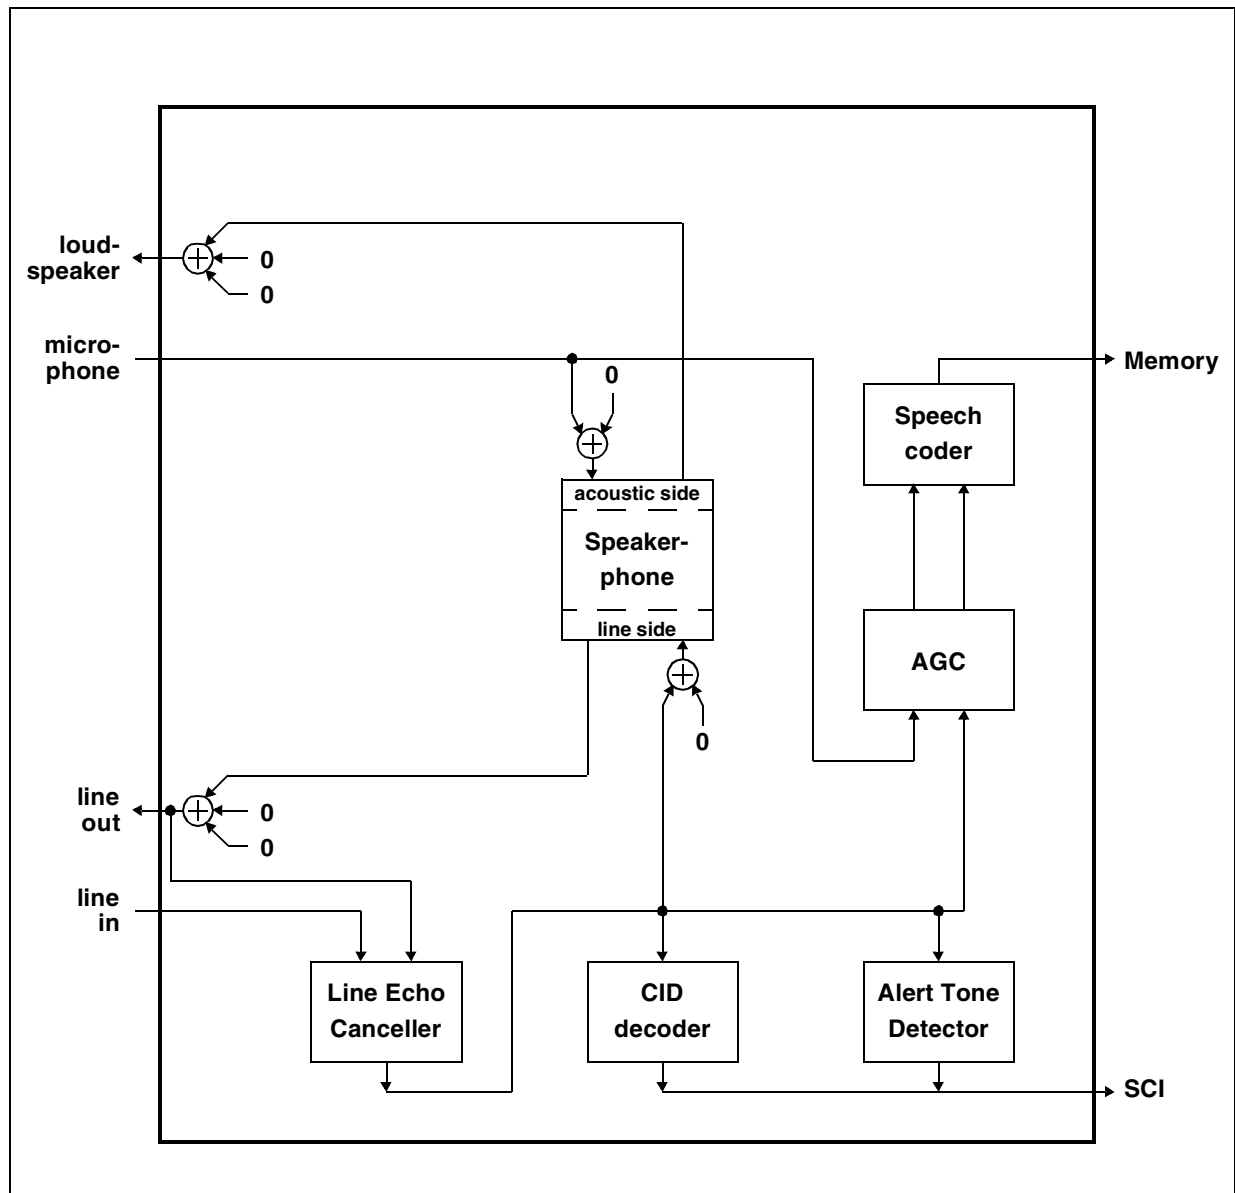 loud-
speaker
0
0
micro-
phone
0
Memory
Speech
coder
acoustic side
Speaker-
phone
line side
AGC
0
line
out
0
0
line
in
Line Echo
Canceller
CID
decoder
Alert Tone
Detector
SCI